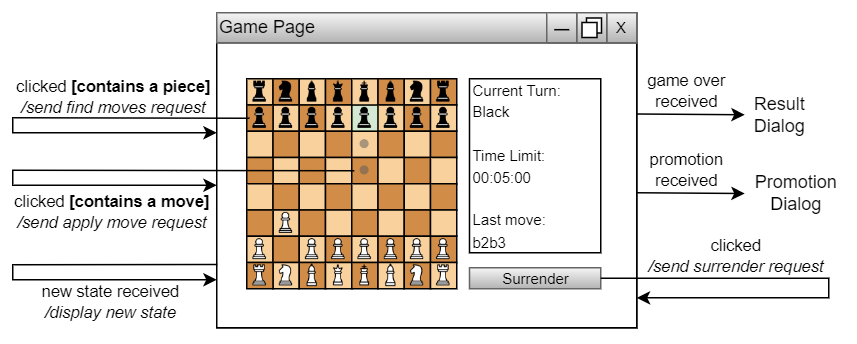 Game Page
X
clicked [contains a piece]
/send find moves request
clicked [contains a move]
/send apply move request
new state received
/display new state
Current Turn:
Black
Time Limit:
00:05:00
Last move:
b2b3
Surrender
game over
received
Result
Dialog
promotion
received
Promotion
Dialog
clicked
/send surrender request